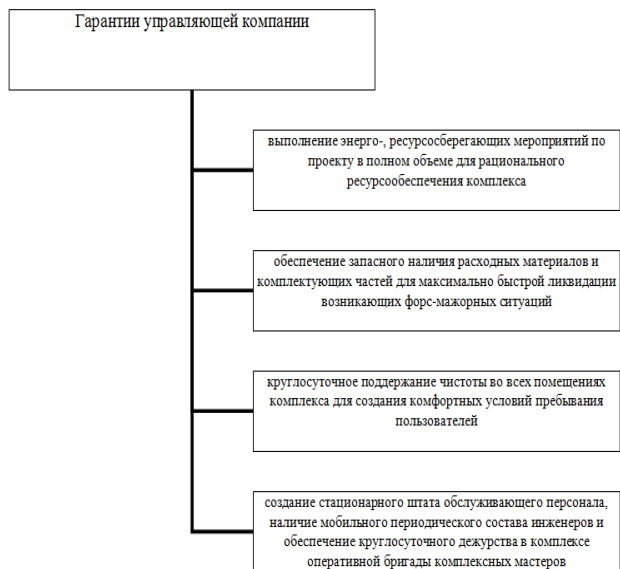 Гарантии управляющей компании
выполнение энерго-, ресурсосберегающих мероприятий по
проекту в полном объеме для рационального
ресурсообеспечения комплекса
обеспечение запасного наличия расходных материалов и
комплектующих частей для максимально быстрой ликвидации
возникающих форс-мажорных ситуаций
круглосуточное поддержание чистоты во всех помещениях
комплекса для создания комфортных условий пребывания
пользователей
создание стационарного штата обслуживающего персонала,
наличие мобильного периодического состава инженеров и
обеспечение круглосуточного дежурства в комплексе
оперативной бригады комплексных мастеров